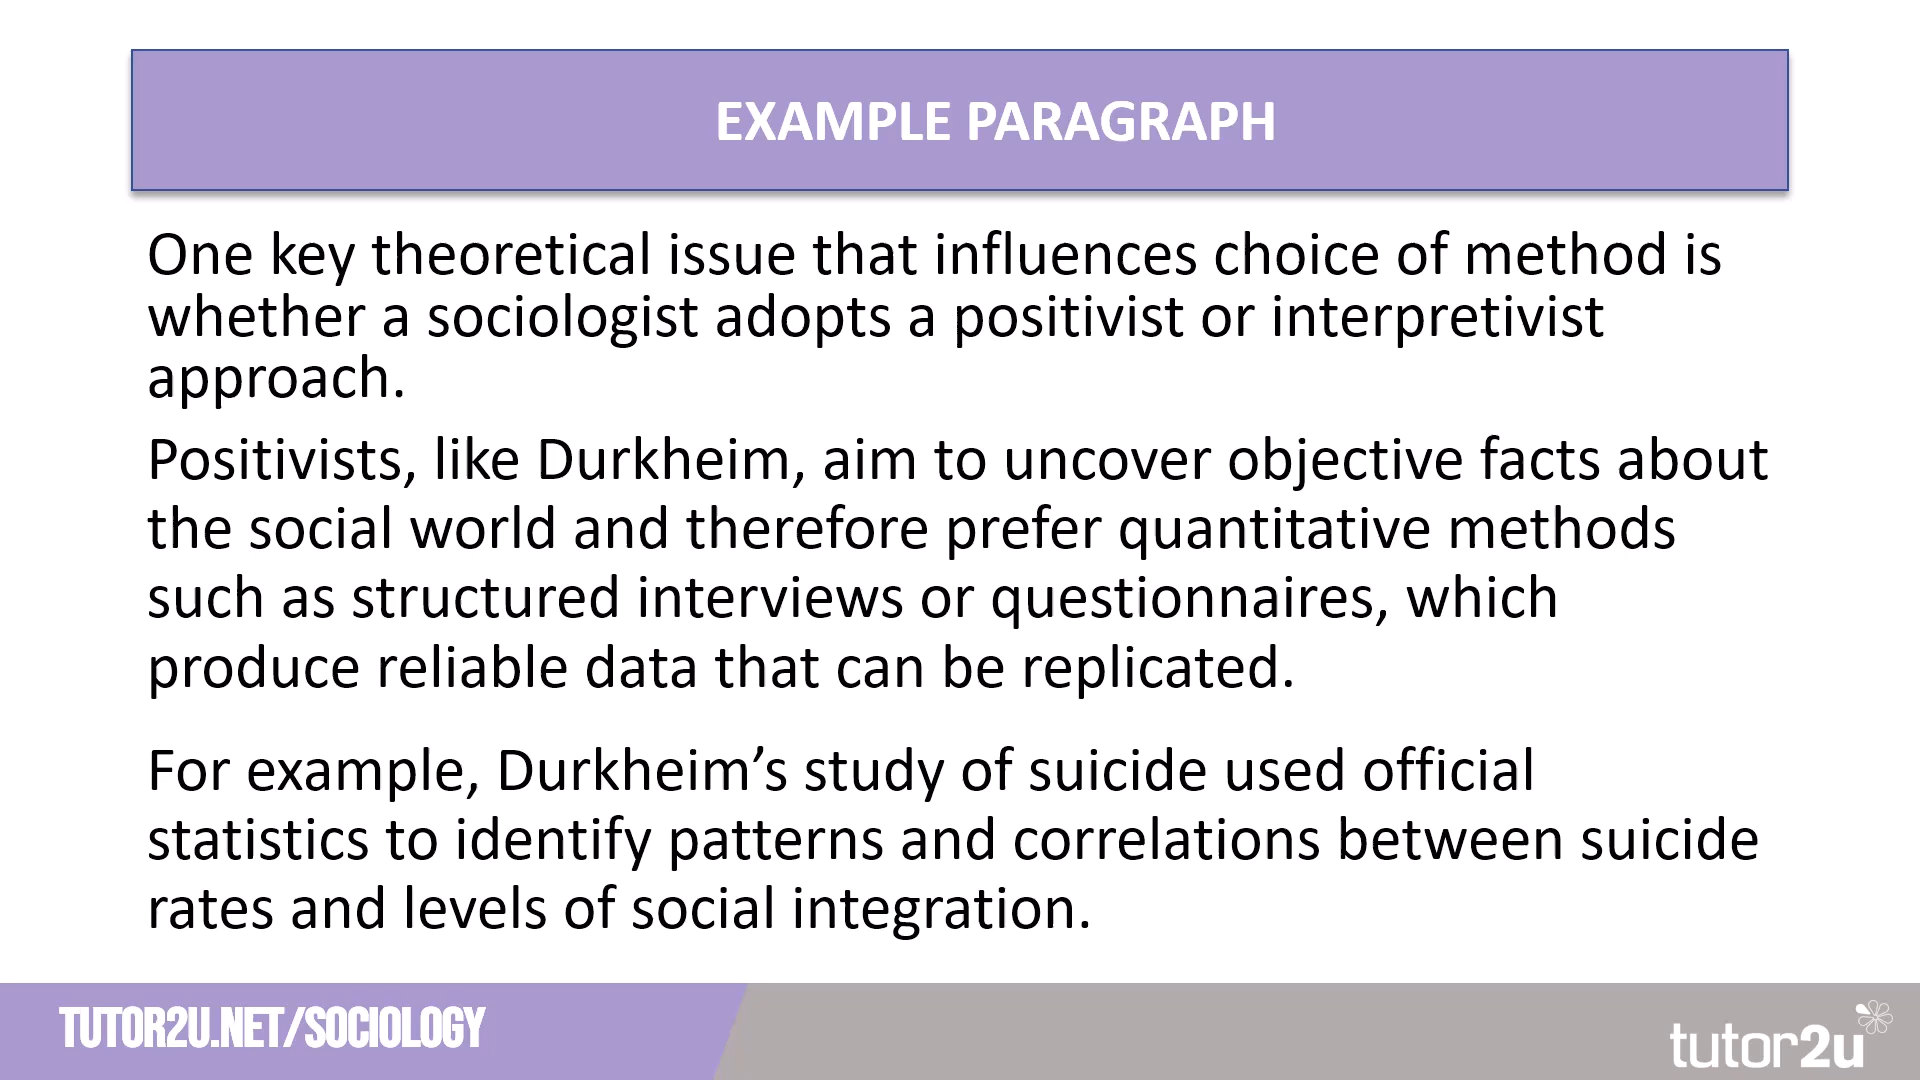 EXAMPLE PARAGRAPH
One key theoretical issue that influences choice of method is
whether a sociologist adopts a positivist or interpretivist
approach.
Positivists, like Durkheim, aim to uncover objective facts about
the social world and therefore prefer quantitative methods
such as structured interviews or questionnaires, which
produce reliable data that can be replicated.
For example, Durkheim’s study of suicide used official
statistics to identify patterns and correlations between suicide
rates and levels of social integration.
TUTOR2U.NET/SOCIOLOGY
tutor2u